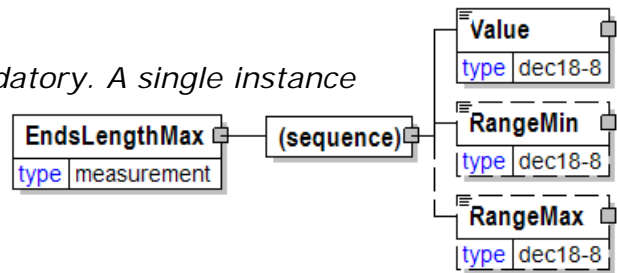 Value
type dec18-8
datory. A single instance
EndsLengthMax
type measurement
(sequence)
RangeMin
type dec18-8
RangeMax
type dec18-8